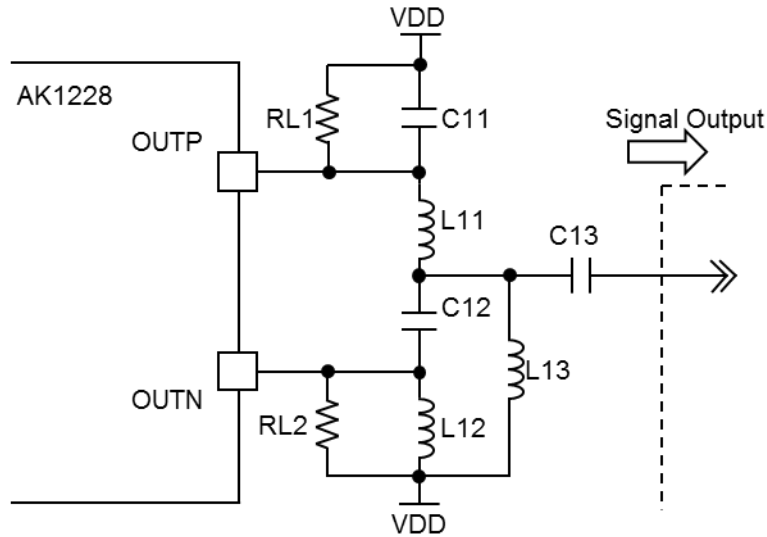 VDD
AK1228
RL1
C11
Signal Output
OUTP
L11
C13
C12
L13
OUTN
RL2
L12
VDD